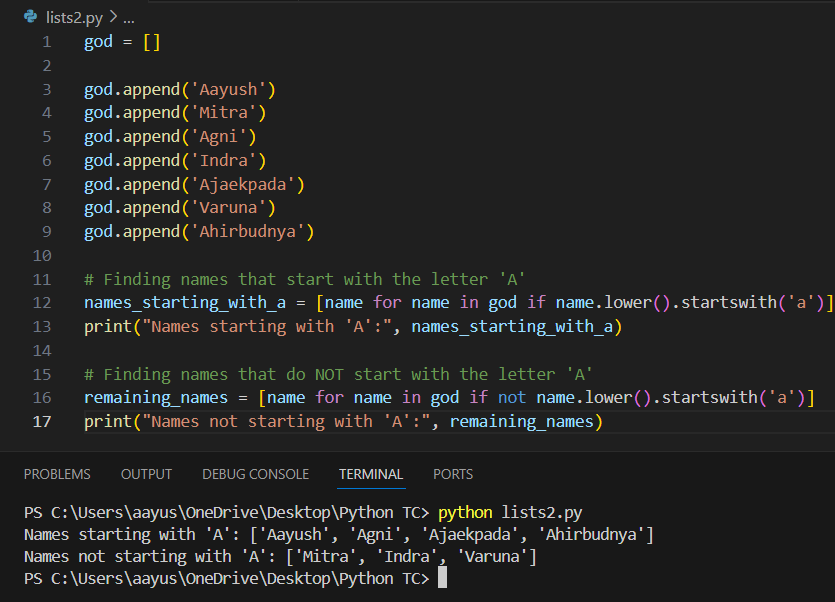 lists2.py > ...
1 god = []
2
3 god.append('Aayush')
4 god.append('Mitra')
5 god.append('Agni')
6 god.append('Indra')
7 god.append('Ajaekpada')
8 god.append('Varuna')
9 god.append('Ahirbudnya')
10
11 # Finding names that start with the letter 'A'
12 names_starting_with_a = [name for name in god if name.lower().startswith('a')]
13 print("Names starting with 'A':", names_starting_with_a)
14
15 # Finding names that do NOT start with the letter 'A'
16 remaining_names = [name for name in god if not name.lower().startswith('a')]
17 print("Names not starting with 'A':", remaining_names)
PROBLEMS OUTPUT DEBUG CONSOLE TERMINAL PORTS
PS C:\Users\aayus\OneDrive\Desktop\Python TC> python lists2.py
Names starting with 'A': ['Aayush', 'Agni', 'Ajaekpada', 'Ahirbudnya']
Names not starting with 'A': ['Mitra', 'Indra', 'Varuna']
PS C:\Users\aayus\OneDrive\Desktop\Python TC>